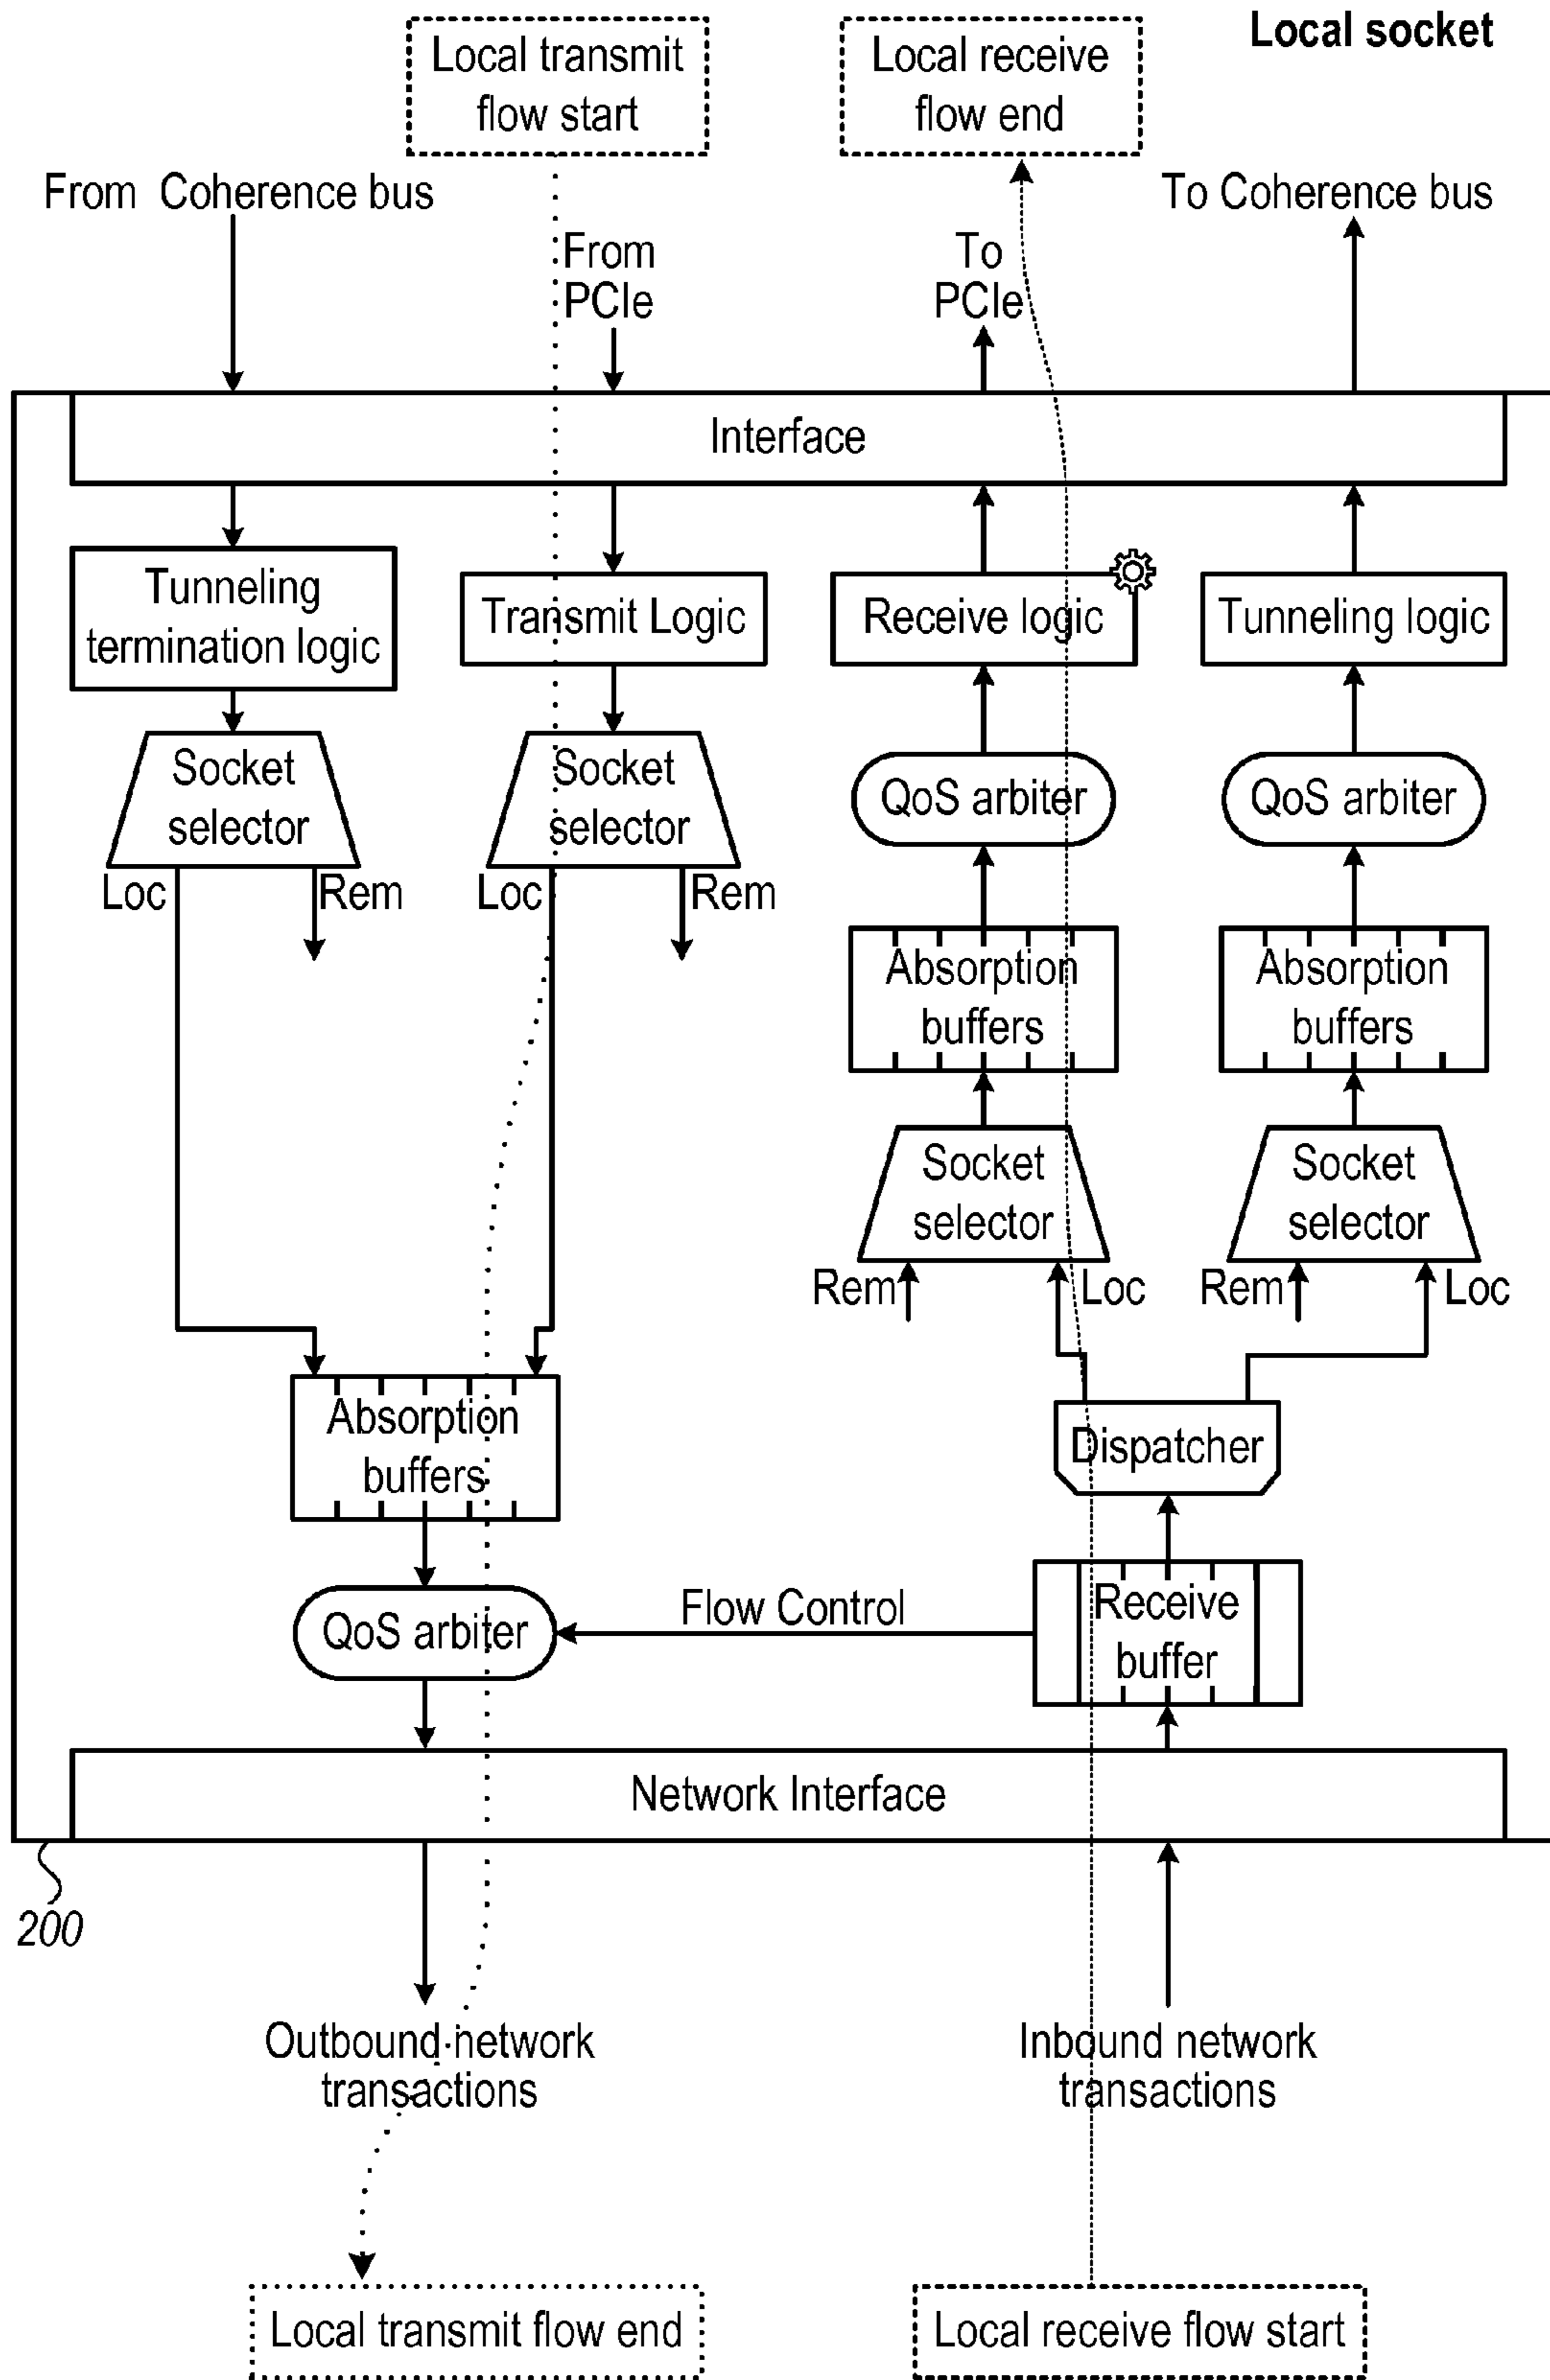 Local socket
Local transmit
flow start
Local receive
flow end
From Coherence bus
From
PCIe
To
PCIe
To Coherence bus
Interface
Tunneling
termination logic
Transmit Logic
Receive logic
Tunneling logic
Socket
selector
Socket
selector
QoS arbiter
QoS arbiter
Loc
Rem
Loc
Rem
Absorption
buffers
Absorption
buffers
Socket
selector
Socket
selector
Rem
Loc
Rem
Loc
Absorption
buffers
Dispatcher
QoS arbiter
Flow Control
Receive
buffer
Network Interface
200
Outbound network
transactions
Inbound network
transactions
Local transmit flow end
Local receive flow start